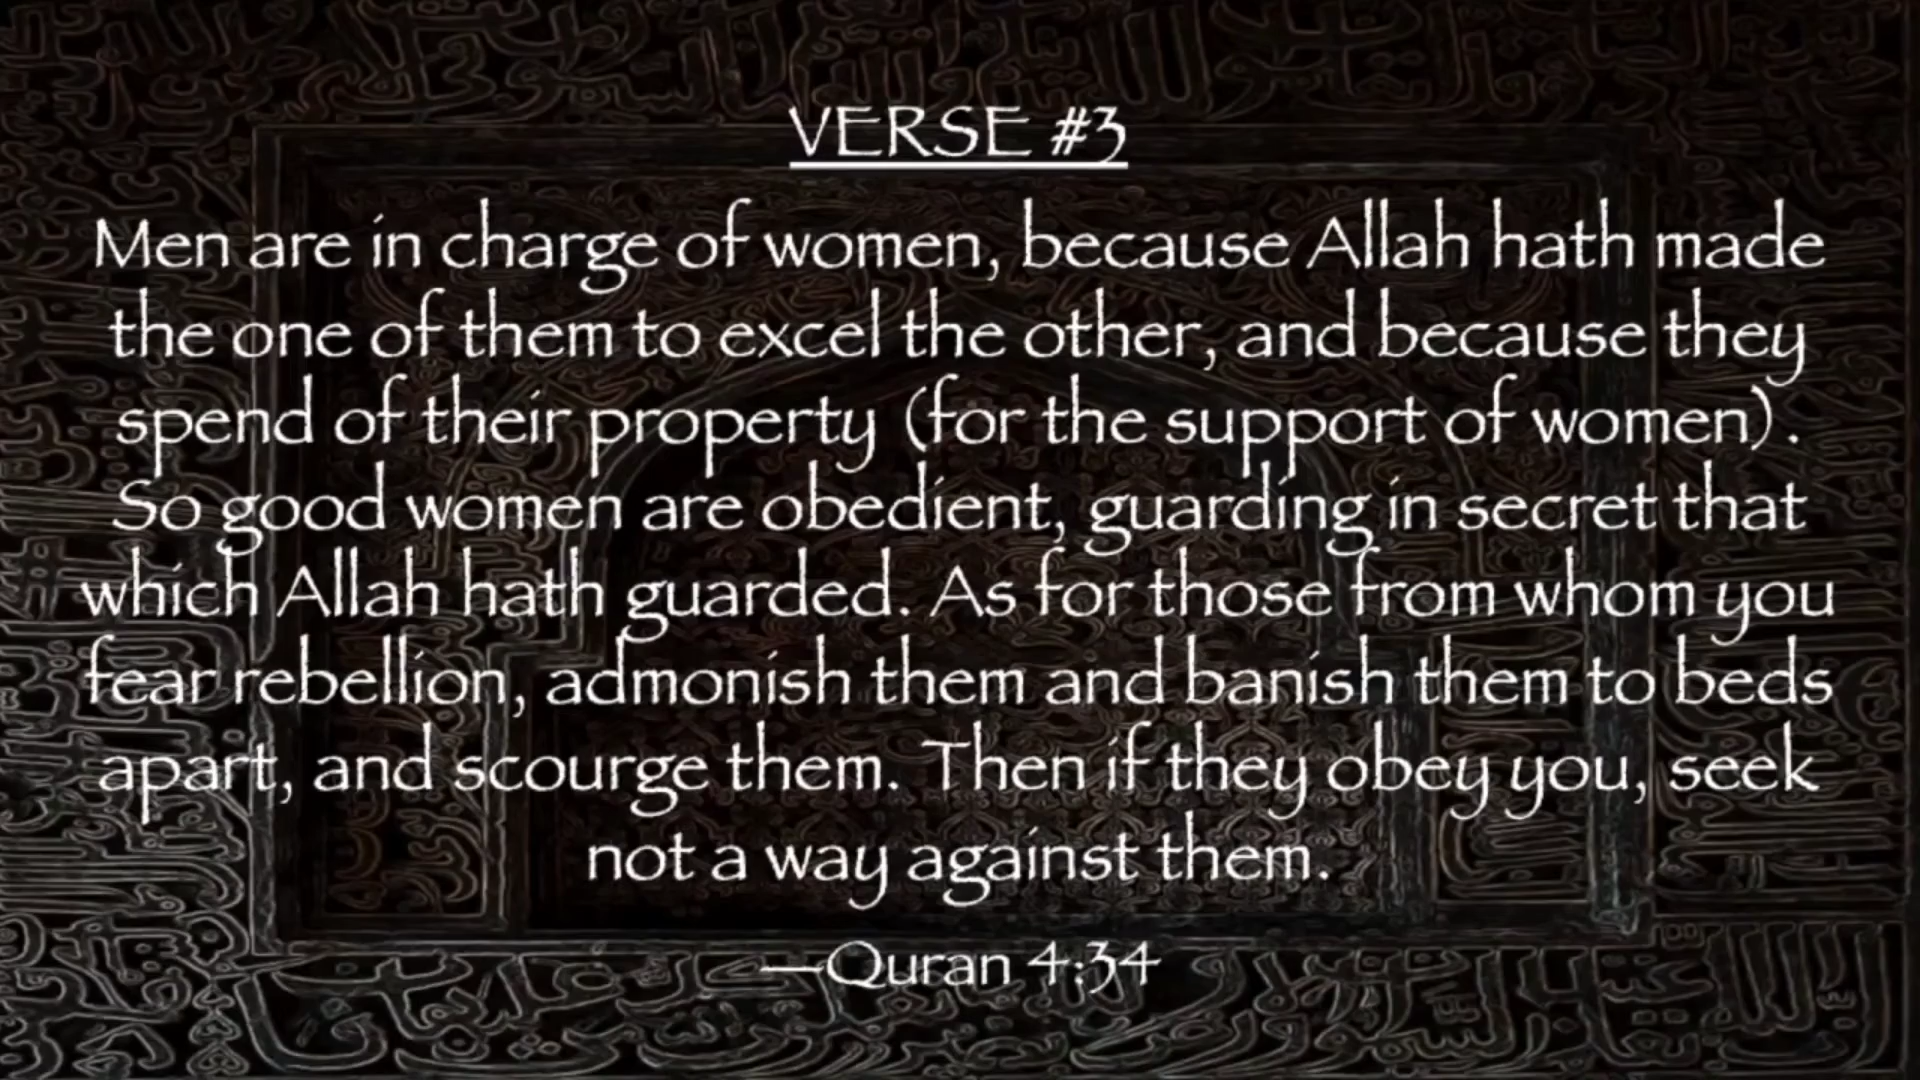 VERSE #3
Men are in charge of women, because Allah hath made
the one of them to excel the other, and because they
spend of their property (for the support of women).
So good women are obedient, guarding in secret that
which Allah hath guarded. As for those from whom you
fear rebellion, admonish them and banish them to beds
apart, and scourge them. Then if they obey you, seek
not a way against them.
—Quran 4:34